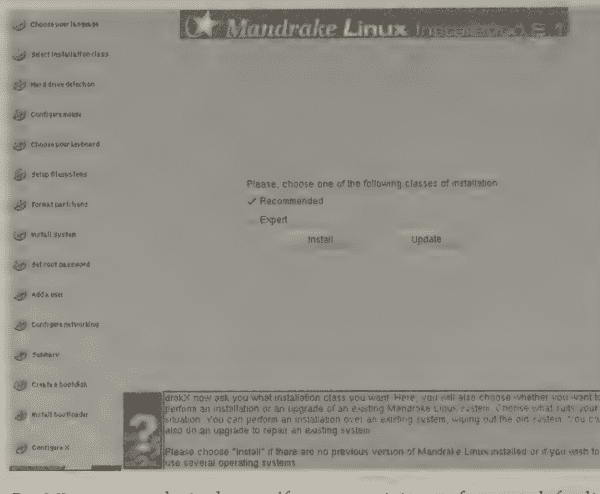 Mandrake Linux Installation 8.1
Choose your language
Select installation class
Hard drive detection
Configure mouse
Choose your keyboard
Setup filesystems
Format partitions
Install system
Set root password
Add a user
Configure networking
Summary
Create a bootdisk
Install bootloader
Configure X
Please, choose one of the following classes of installation
Recommended
Expert
Install Update
drakX now ask you what installation class you want. Here, you will also choose whether you want to
perform an installation or an upgrade of an existing Mandrake Linux system. Choose what suits your
situation. You can perform an installation over an existing system, wiping out the old system. You can
also do an upgrade to repair an existing system
Please choose "Install" if there are no previous version of Mandrake Linux installed or if you wish to
use several operating systems